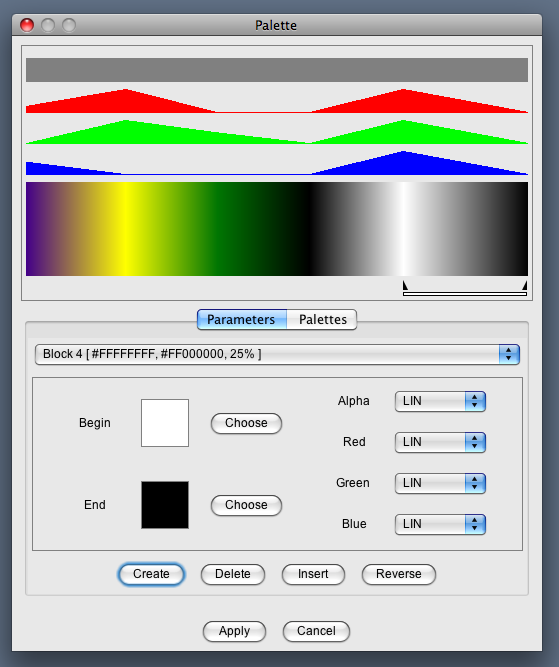 Palette
Parameters Palettes
Block 4 [ #FFFFFFFF, #FF000000, 25% ]
Alpha LIN
Begin Choose
Red LIN
Green LIN
End Choose
Blue LIN
Create Delete Insert Reverse
Apply Cancel